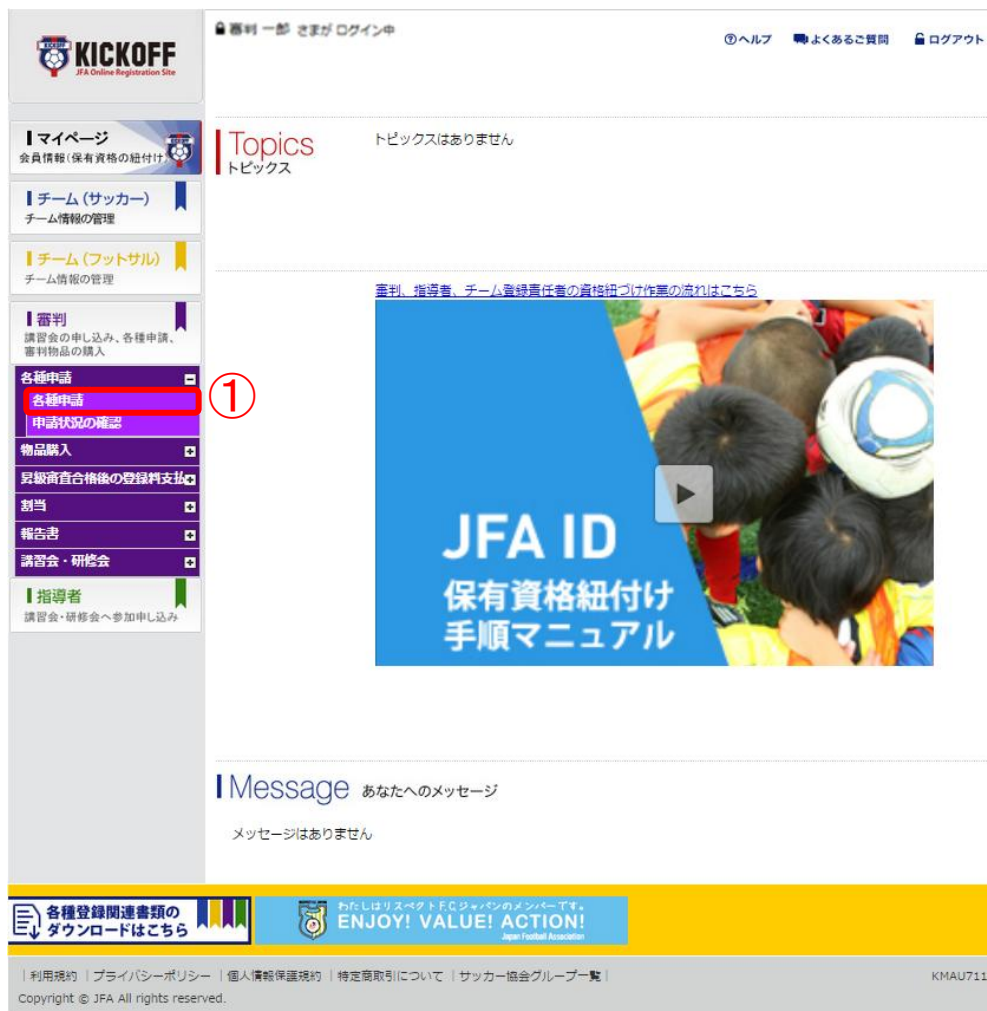 審判 一郎 さまが ログイン中
ヘルプ よくあるご質問 ログアウト
KICKOFF
JFA Online Registration Site
マイページ
会員情報(保有資格の紐付け)
チーム (サッカー)
チーム情報の管理
チーム (フットサル)
チーム情報の管理
審判
講習会の申し込み、各種申請、
審判物品の購入
各種申請
各種申請
①
申請状況の確認
物品購入
昇級審査合格後の登録料支払
割当
報告書
講習会・研修会
指導者
講習会・研修会へ参加申し込み
Topics
トピックス
トピックスはありません
審判、指導者、チーム登録責任者の資格紐づけ作業の流れはこちら
JFA ID
保有資格紐付け
手順マニュアル
Message あなたへのメッセージ
メッセージはありません
各種登録関連書類の
ダウンロードはこちら
わたしはリスペクトF.C.ジャパンのメンバーです。
ENJOY! VALUE! ACTION!
Japan Football Association
|利用規約 |プライバシーポリシー |個人情報保護規約 |特定商取引について |サッカー協会グループ一覧|
KMAU711
Copyright © JFA All rights reserved.